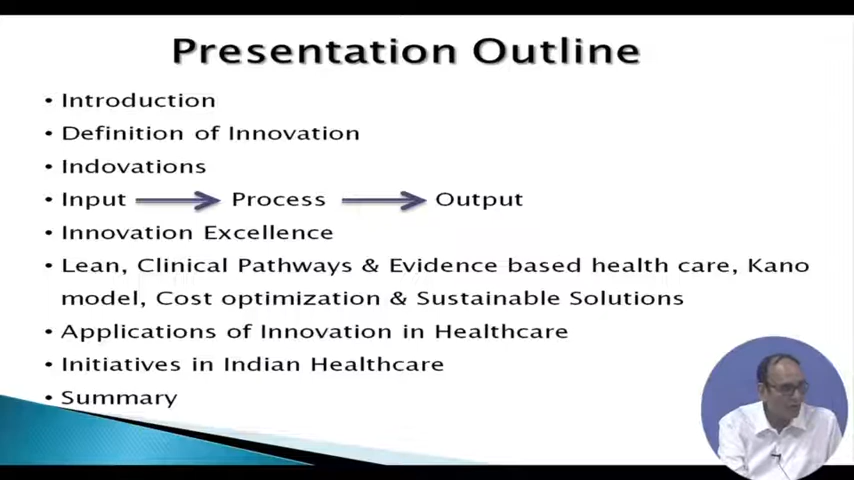 Presentation Outline
• Introduction
• Definition of Innovation
• Indovations
• Input → Process → Output
• Innovation Excellence
• Lean, Clinical Pathways & Evidence based health care, Kano
model, Cost optimization & Sustainable Solutions
• Applications of Innovation in Healthcare
• Initiatives in Indian Healthcare
• Summary